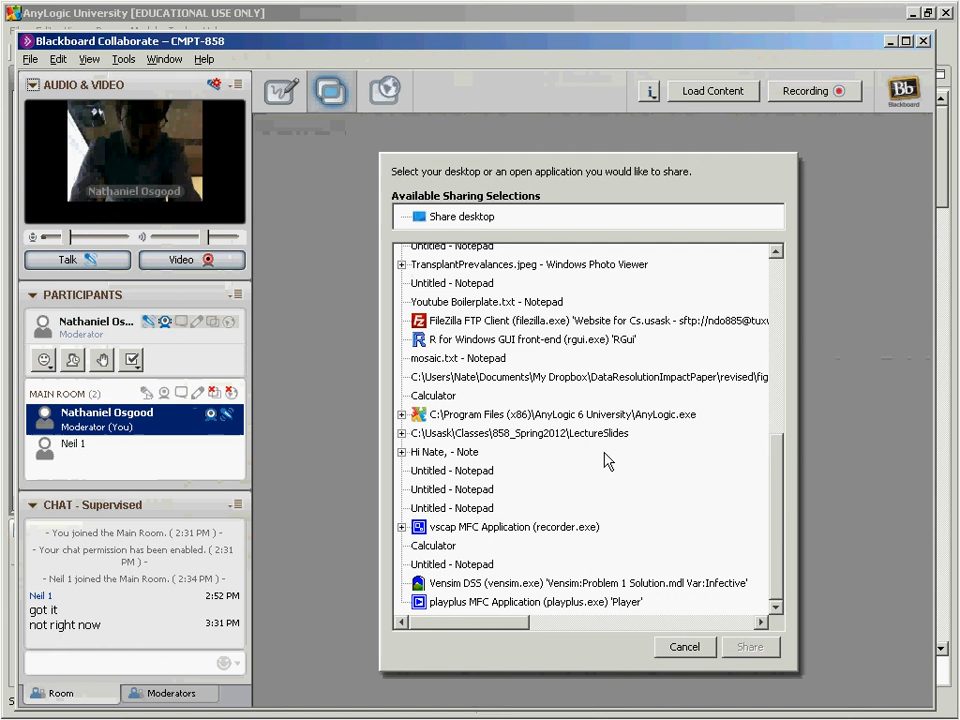 AnyLogic University [EDUCATIONAL USE ONLY]
Blackboard Collaborate – CMPT-858
File Edit View Tools Window Help
AUDIO & VIDEO
Nathaniel Osgood
Talk
Video
PARTICIPANTS
Nathaniel Os...
Moderator
MAIN ROOM (2)
Nathaniel Osgood
Moderator (You)
Neil 1
CHAT - Supervised
- You joined the Main Room. ( 2:31 PM ) -
- Your chat permission has been enabled. ( 2:31
PM ) -
- Neil 1 joined the Main Room. ( 2:34 PM ) -
Neil 1 2:52 PM
got it
not right now 3:31 PM
Room
Moderators
Load Content
Recording
Bb
Blackboard
Select your desktop or an open application you would like to share.
Available Sharing Selections
Share desktop
Untitled - Notepad
TransplantPrevalances.jpeg - Windows Photo Viewer
Untitled - Notepad
Youtube Boilerplate.txt - Notepad
FileZilla FTP Client (filezilla.exe) 'Website for Cs.usask - sftp://ndo885@tuxw
R for Windows GUI front-end (rgui.exe) 'RGui'
mosaic.txt - Notepad
C:\Users\Nate\Documents\My Dropbox\DataResolutionImpactPaper\revised\fig
Calculator
C:\Program Files (x86)\AnyLogic 6 University\AnyLogic.exe
C:\Usask\Classes\858_Spring2012\LectureSlides
Hi Nate, - Note
Untitled - Notepad
Untitled - Notepad
Untitled - Notepad
vscap MFC Application (recorder.exe)
Calculator
Untitled - Notepad
Vensim DSS (vensim.exe) 'Vensim:Problem 1 Solution.mdl Var:Infective'
playplus MFC Application (playplus.exe) 'Player'
Cancel
Share